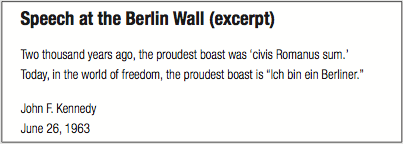 Speech at the Berlin Wall (excerpt)
Two thousand years ago, the proudest boast was ‘civis Romanus sum.’
Today, in the world of freedom, the proudest boast is “Ich bin ein Berliner.”
John F. Kennedy
June 26, 1963